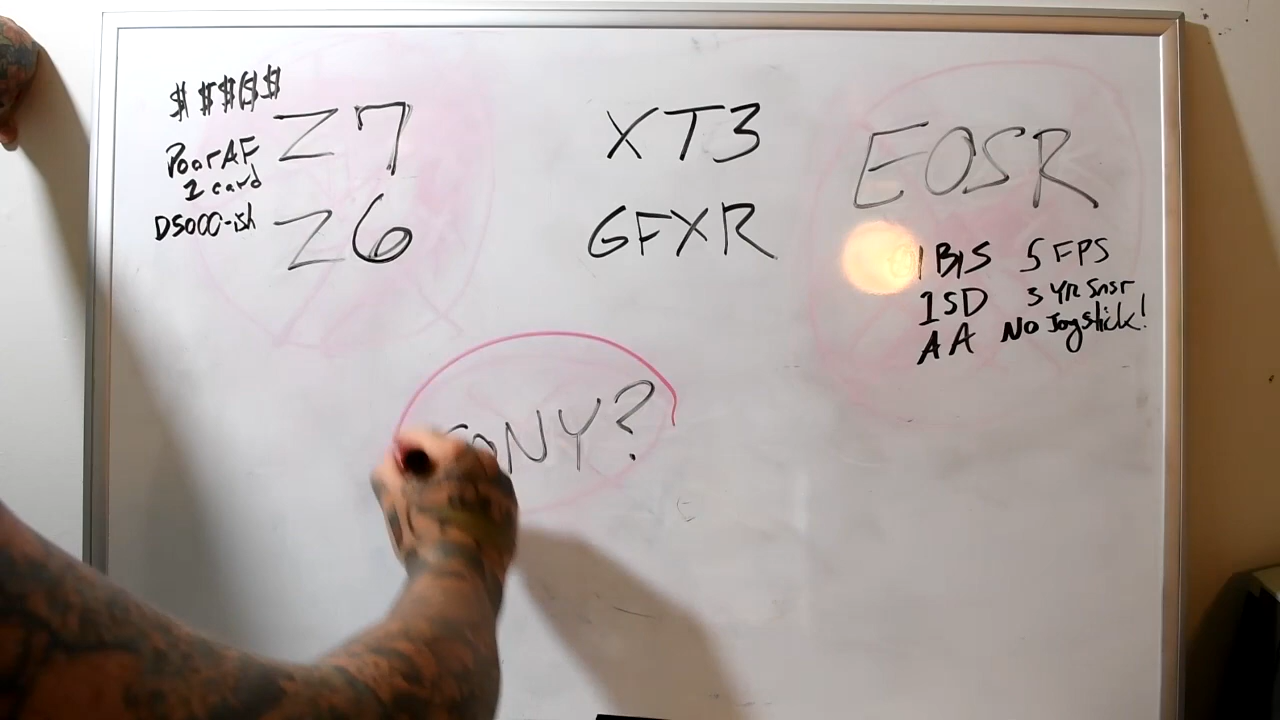 $ $$$$
Z7
Poor AF
1 card
D5000-ish
Z6
XT3
GFXR
EOSR
IBIS 5 FPS
1SD 3 YR Snsr
AA No Joystick!
SONY?